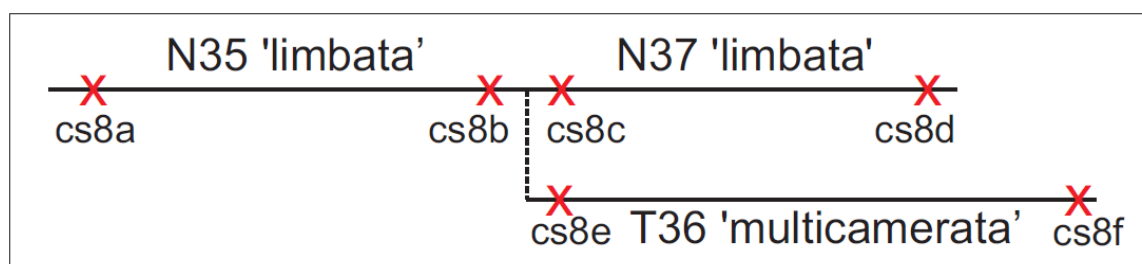 N35 'limbata’ N37 'limbata'
X X X X
cs8a cs8b cs8c cs8d
X X
cs8e T36 'multicamerata’ cs8f